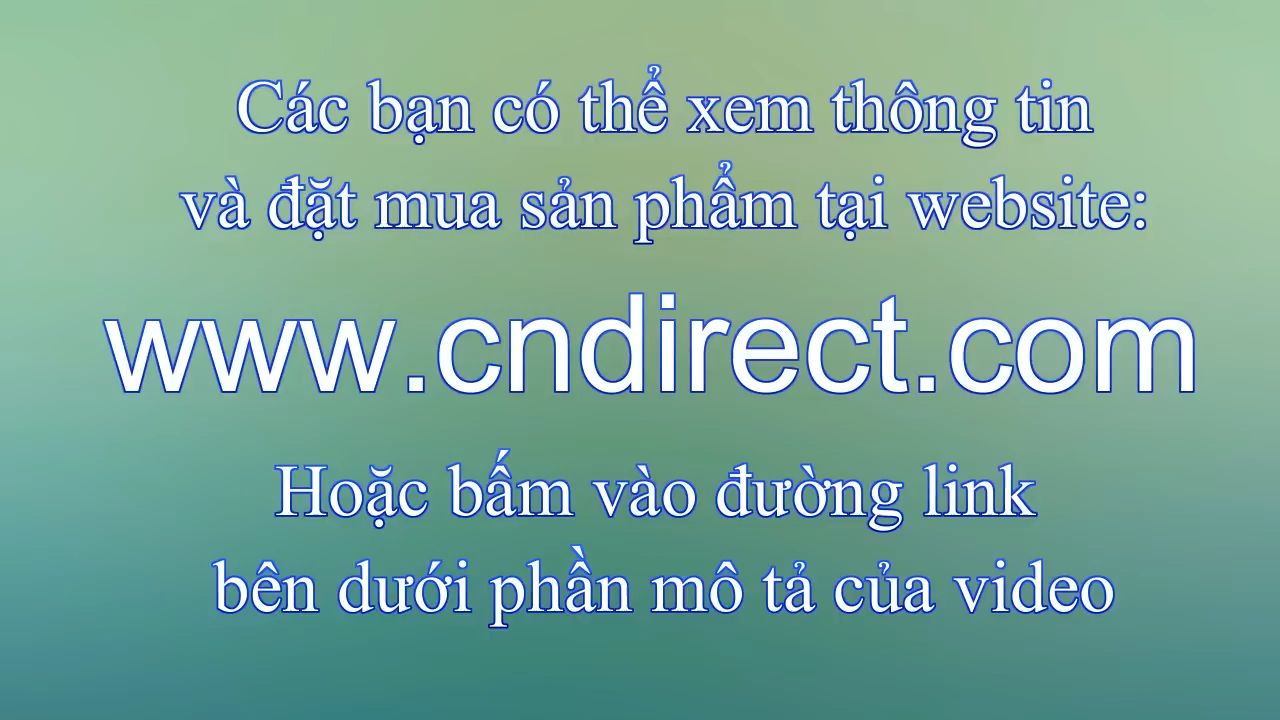 Các bạn có thể xem thông tin
và đặt mua sản phẩm tại website:
www.cndirect.com
Hoặc bấm vào đường link
bên dưới phần mô tả của video